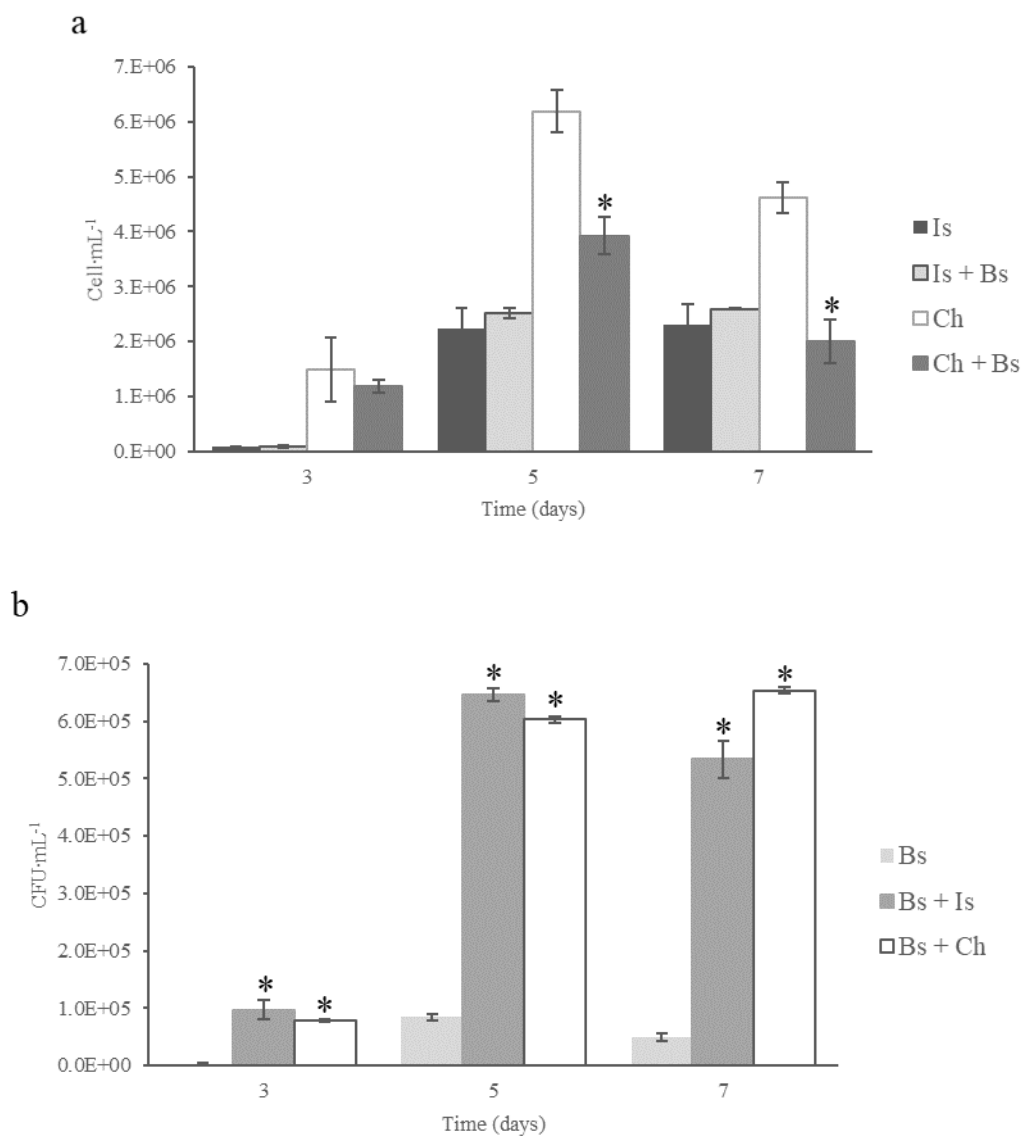 a
7.E+06
6.E+06
5.E+06
4.E+06
3.E+06
2.E+06
1.E+06
0.E+00
Cell·mL⁻¹
*
*
3
5
7
Time (days)
Is
Is + Bs
Ch
Ch + Bs
b
7.0E+05
6.0E+05
5.0E+05
4.0E+05
3.0E+05
2.0E+05
1.0E+05
0.0E+00
CFU·mL⁻¹
* *
* *
* *
3
5
7
Time (days)
Bs
Bs + Is
Bs + Ch